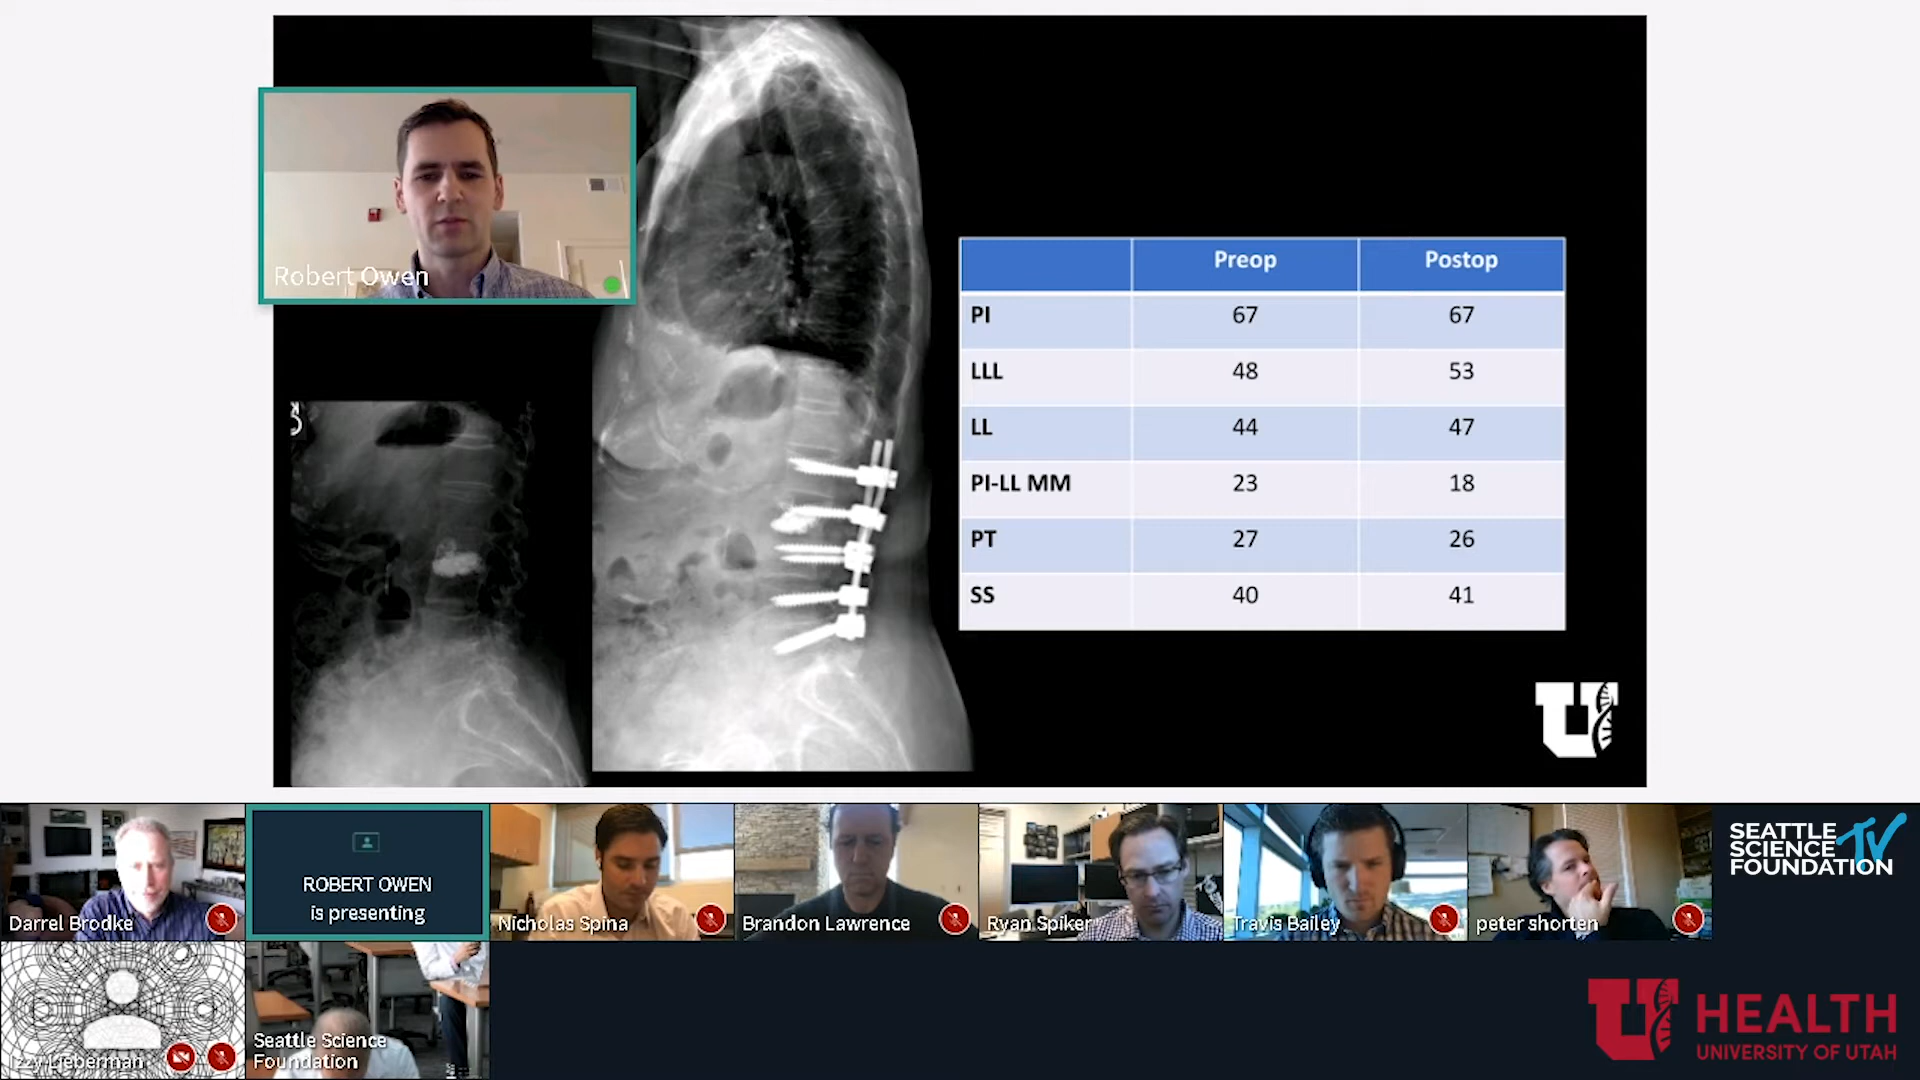 Robert Owen
Preop Postop
PI 67 67
LLL 48 53
LL 44 47
PI-LL MM 23 18
PT 27 26
SS 40 41
Darrel Brodke
ROBERT OWEN
is presenting
Nicholas Spina
Brandon Lawrence
Ryan Spiker
Travis Bailey
peter shorten
SEATTLE
SCIENCE TV
FOUNDATION
Izzy Lieberman
Seattle Science
Foundation
U HEALTH
UNIVERSITY OF UTAH